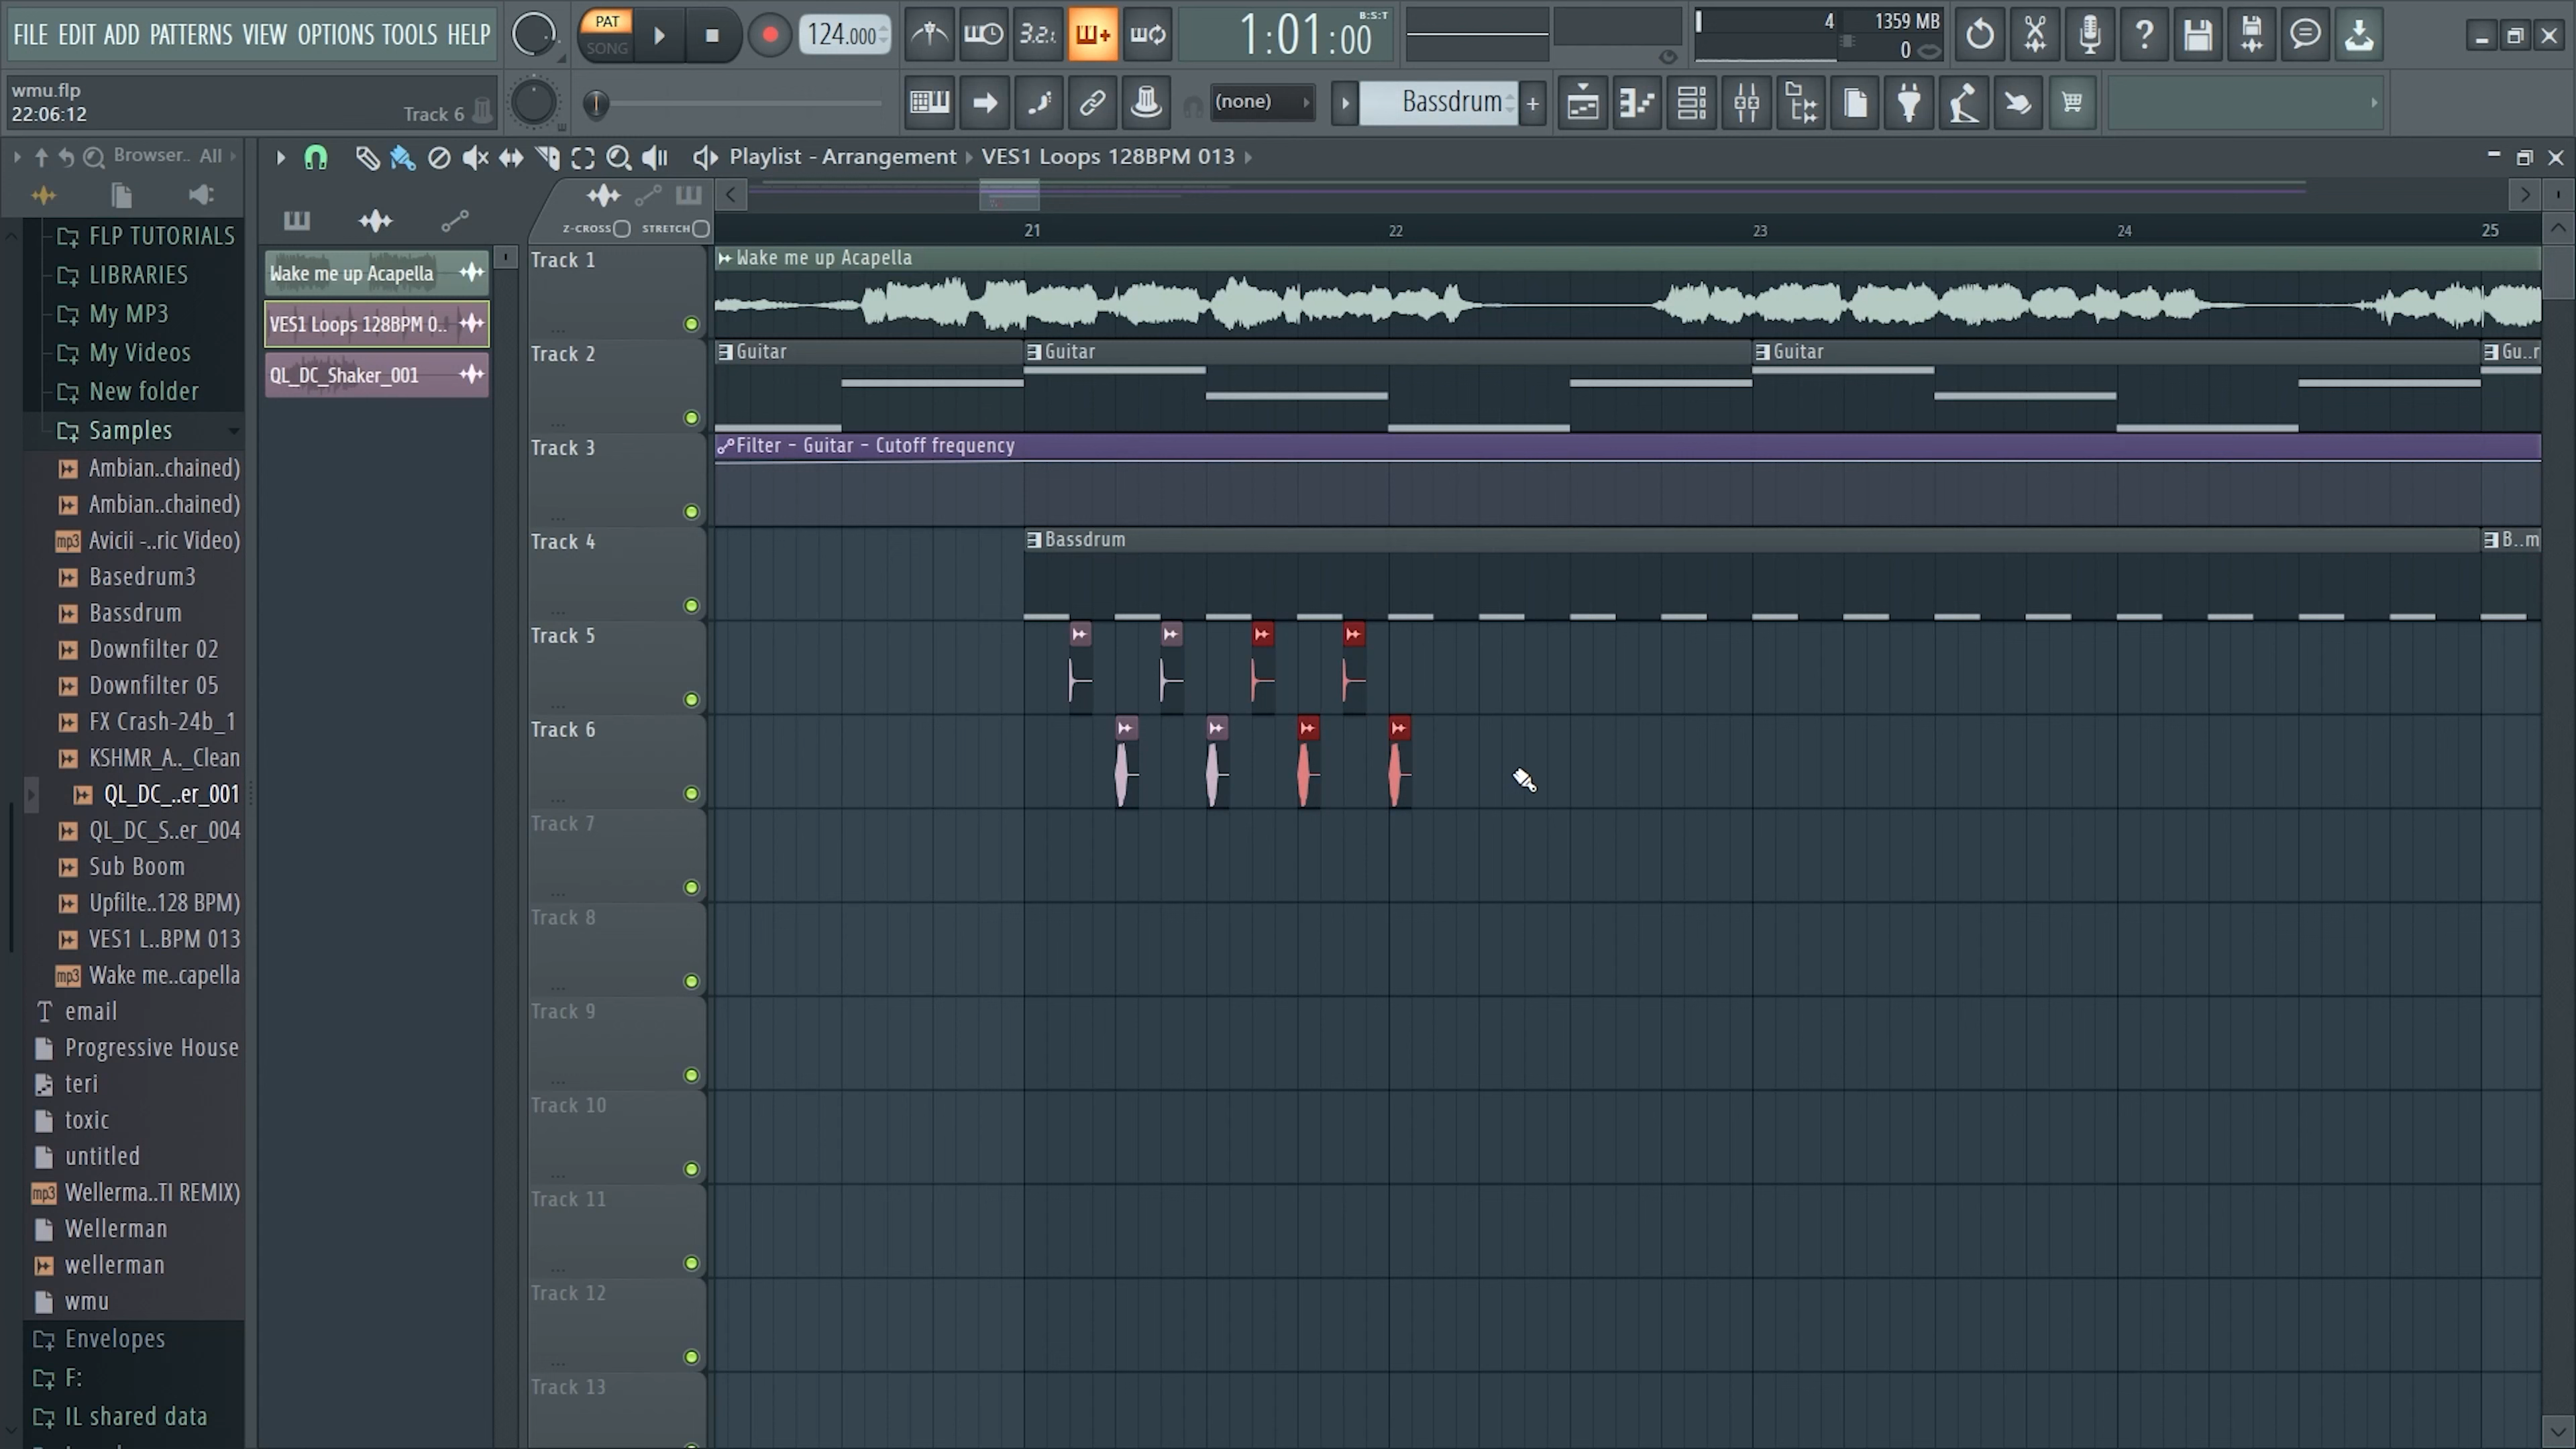 FILE EDIT ADD PATTERNS VIEW OPTIONS TOOLS HELP
PAT
SONG
124.000
3.2.
1:01:00
B:S:T
4
1359 MB
0
wmu.flp
22:06:12
Track 6
(none)
Bassdrum
Browser.. All
Playlist - Arrangement
VES1 Loops 128BPM 013
Z-CROSS
STRETCH
21
22
23
24
25
FLP TUTORIALS
LIBRARIES
My MP3
My Videos
New folder
Samples
Ambian..chained)
Ambian..chained)
mp3 Avicii -..ric Video)
Basedrum3
Bassdrum
Downfilter 02
Downfilter 05
FX Crash-24b_1
KSHMR_A.._Clean
QL_DC_..er_001
QL_DC_S..er_004
Sub Boom
Upfilte..128 BPM)
VES1 L..BPM 013
mp3 Wake me..capella
email
Progressive House
teri
toxic
untitled
mp3 Wellerma..TI REMIX)
Wellerman
wellerman
wmu
Envelopes
F:
IL shared data
Wake me up Acapella
VES1 Loops 128BPM 0..
QL_DC_Shaker_001
Track 1
Wake me up Acapella
Track 2
Guitar
Guitar
Guitar
Gu..r
Track 3
Filter - Guitar - Cutoff frequency
Track 4
Bassdrum
B..m
Track 5
Track 6
Track 7
Track 8
Track 9
Track 10
Track 11
Track 12
Track 13